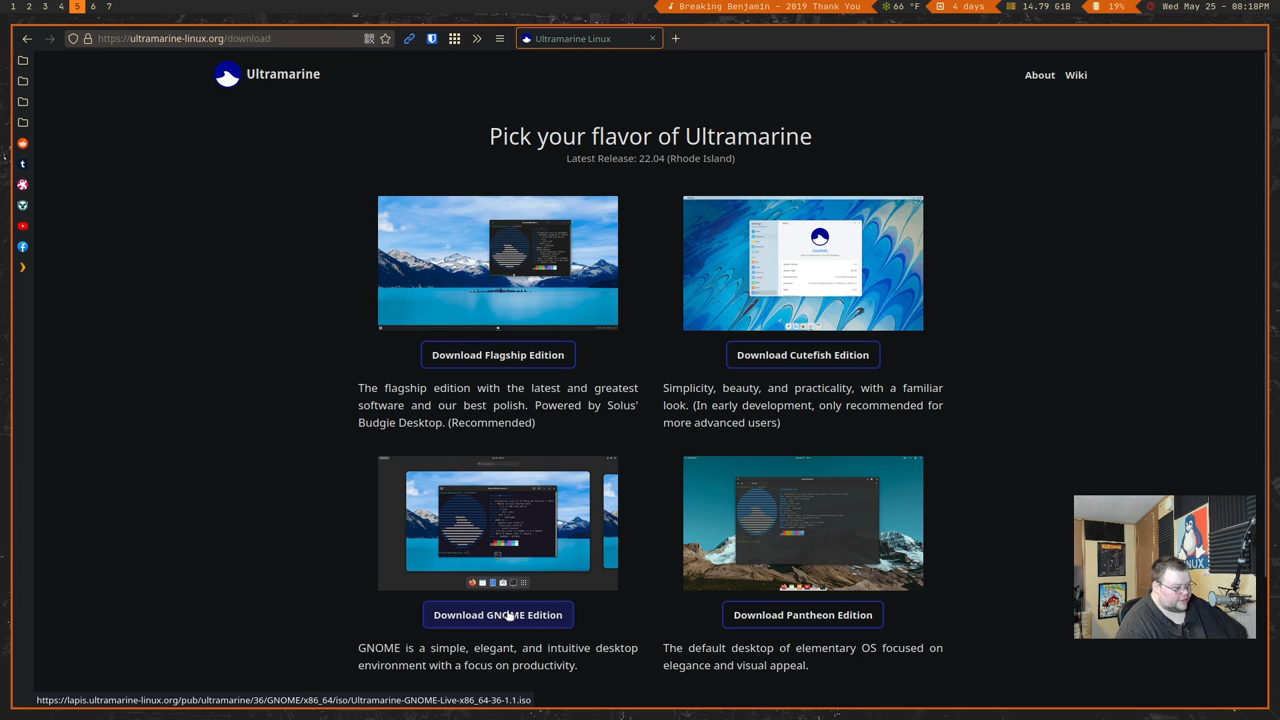 1 2 3 4 5 6 7
Breaking Benjamin - 2019 Thank You
66 °F
4 days
14.79 GiB
19%
Wed May 25 - 08:18PM
https://ultramarine-linux.org/download
Ultramarine Linux
Ultramarine
About
Wiki
Pick your flavor of Ultramarine
Latest Release: 22.04 (Rhode Island)
Download Flagship Edition
Download Cutefish Edition
The flagship edition with the latest and greatest
software and our best polish. Powered by Solus'
Budgie Desktop. (Recommended)
Simplicity, beauty, and practicality, with a familiar
look. (In early development, only recommended for
more advanced users)
Download GNOME Edition
Download Pantheon Edition
GNOME is a simple, elegant, and intuitive desktop
environment with a focus on productivity.
The default desktop of elementary OS focused on
elegance and visual appeal.
https://lapis.ultramarine-linux.org/pub/ultramarine/36/GNOME/x86_64/iso/Ultramarine-GNOME-Live-x86_64-36-1.1.iso